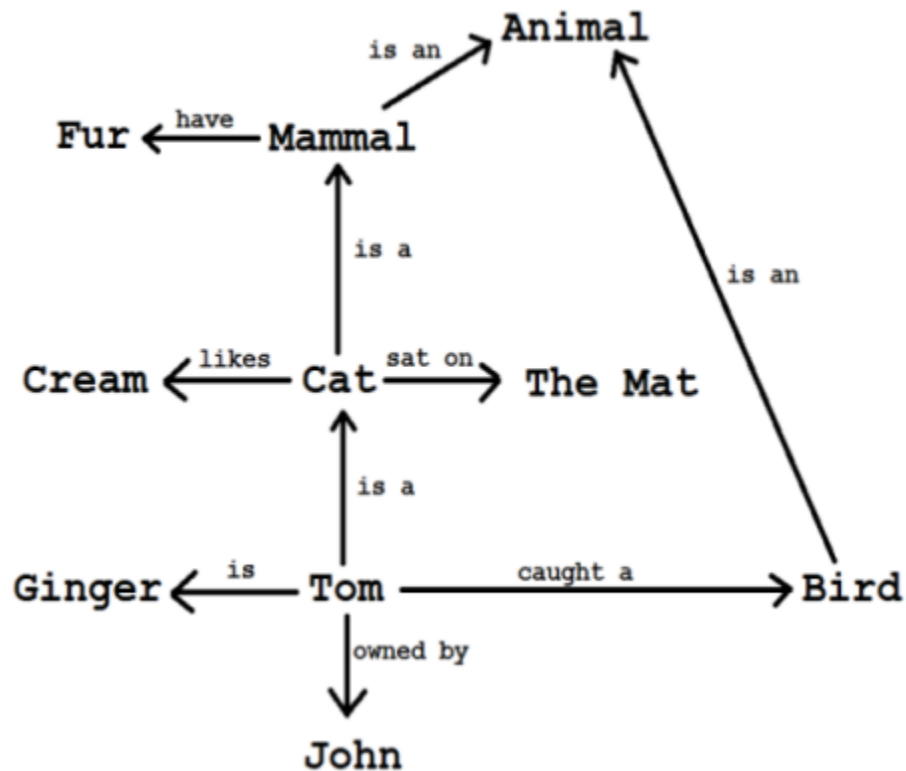 Animal
is an
Fur
have
Mammal
is a
is an
Cream
likes
Cat
sat on
The Mat
is a
Ginger
is
Tom
caught a
Bird
owned by
John